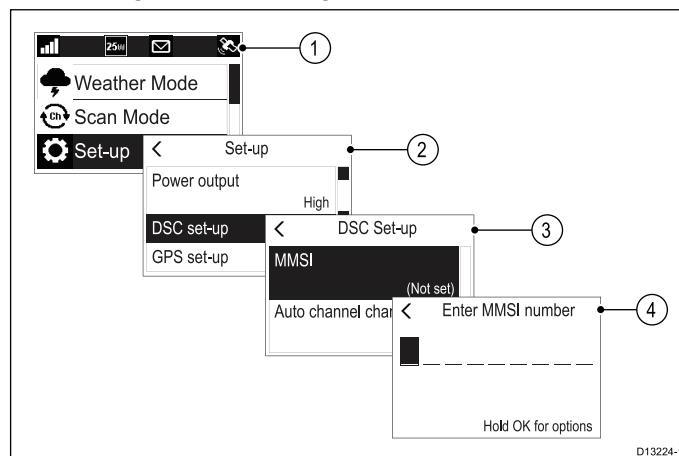 25W
1
Weather Mode
Ch
Scan Mode
Set-up
< Set-up
2
Power output
High
DSC set-up
GPS set-up
< DSC Set-up
3
MMSI
(Not set)
Auto channel char
< Enter MMSI number
4
Hold OK for options
D13224-